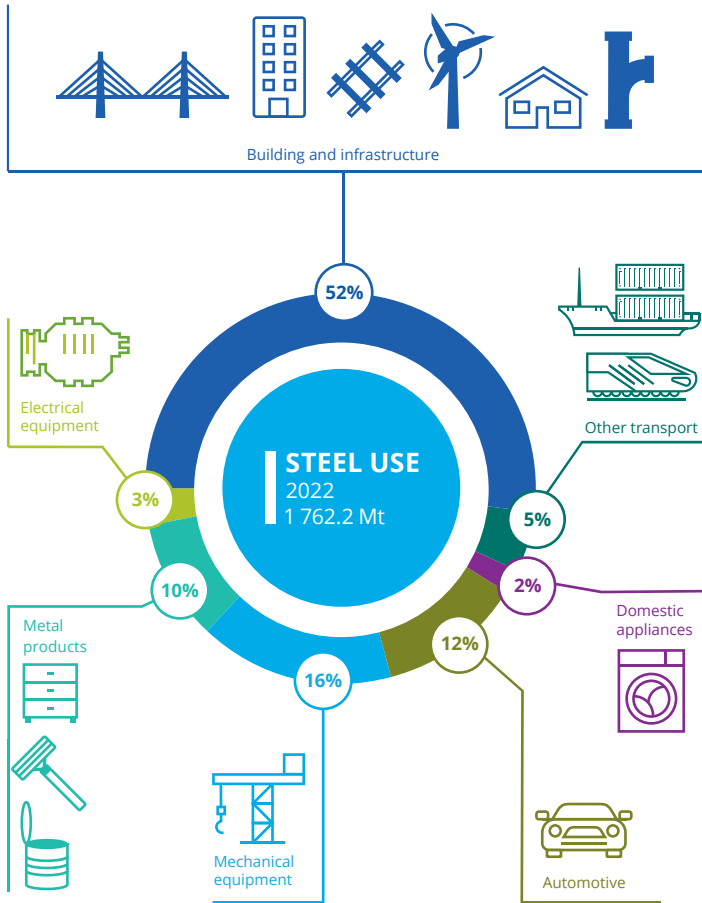 Building and infrastructure
52%
Electrical
equipment
STEEL USE
2022
1 762.2 Mt
Other transport
3%
5%
10%
2%
Metal
products
Domestic
appliances
12%
16%
Mechanical
equipment
Automotive